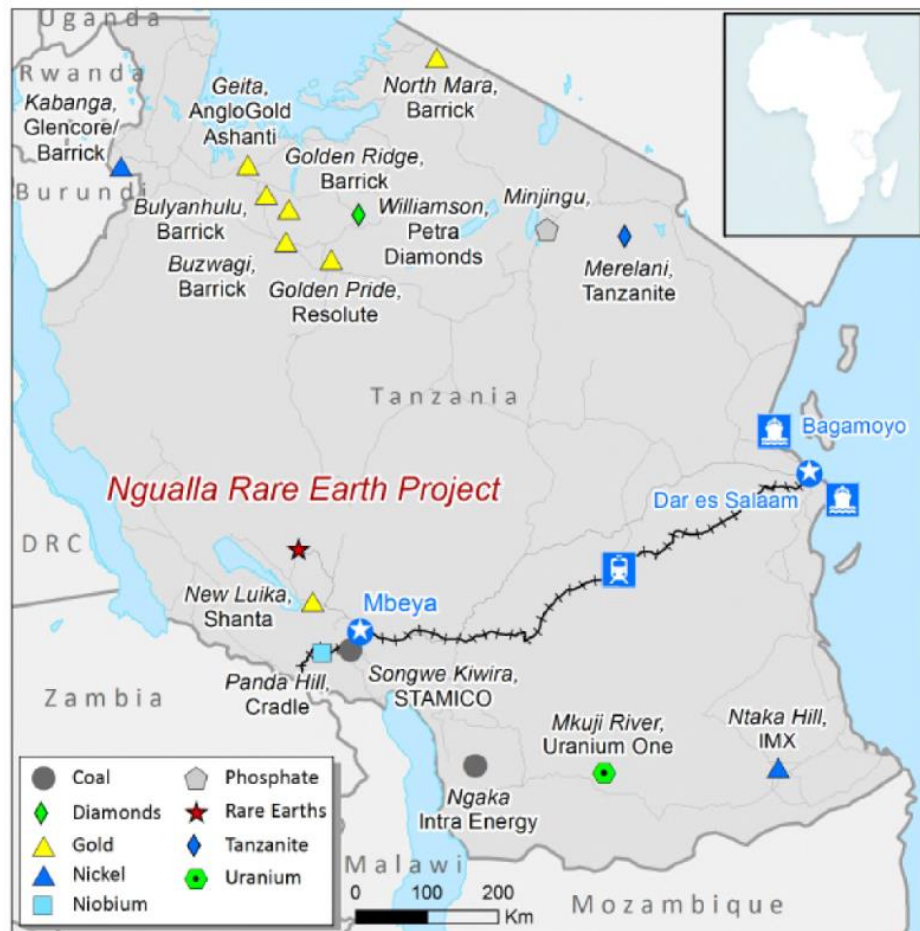 Uganda
Rwanda
Kabanga,
Glencore/
Barrick
Burundi
Geita,
AngloGold
Ashanti
North Mara,
Barrick
Golden Ridge,
Barrick
Bulyanhulu,
Barrick
Williamson,
Petra
Diamonds
Minjingu,
Buzwagi,
Barrick
Golden Pride,
Resolute
Merelani,
Tanzanite
Tanzania
Bagamoyo
Ngualla Rare Earth Project
Dar es Salaam
DRC
New Luika,
Shanta
Mbeya
Zambia
Panda Hill,
Cradle
Songwe Kiwira,
STAMICO
Mkuji River,
Uranium One
Ntaka Hill,
IMX
Ngaka
Intra Energy
Malawi
Mozambique
Coal
Diamonds
Gold
Nickel
Niobium
Phosphate
Rare Earths
Tanzanite
Uranium
0 100 200
Km